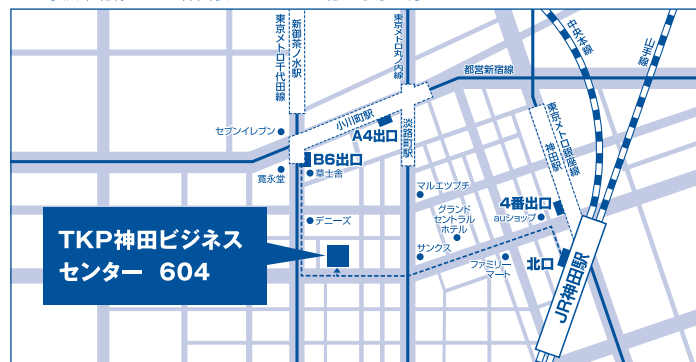 東京メトロ千代田線
新御茶ノ水駅
東京メトロ丸ノ内線
中央本線
山手線
都営新宿線
小川町駅
A4出口
淡路町駅
東京メトロ銀座線
神田駅
セブンイレブン
B6出口
草士舎
寛永堂
マルエツプチ
4番出口
auショップ
グランド
セントラル
ホテル
デニーズ
TKP神田ビジネス
センター 604
サンクス
ファミリー
マート
北口
JR神田駅